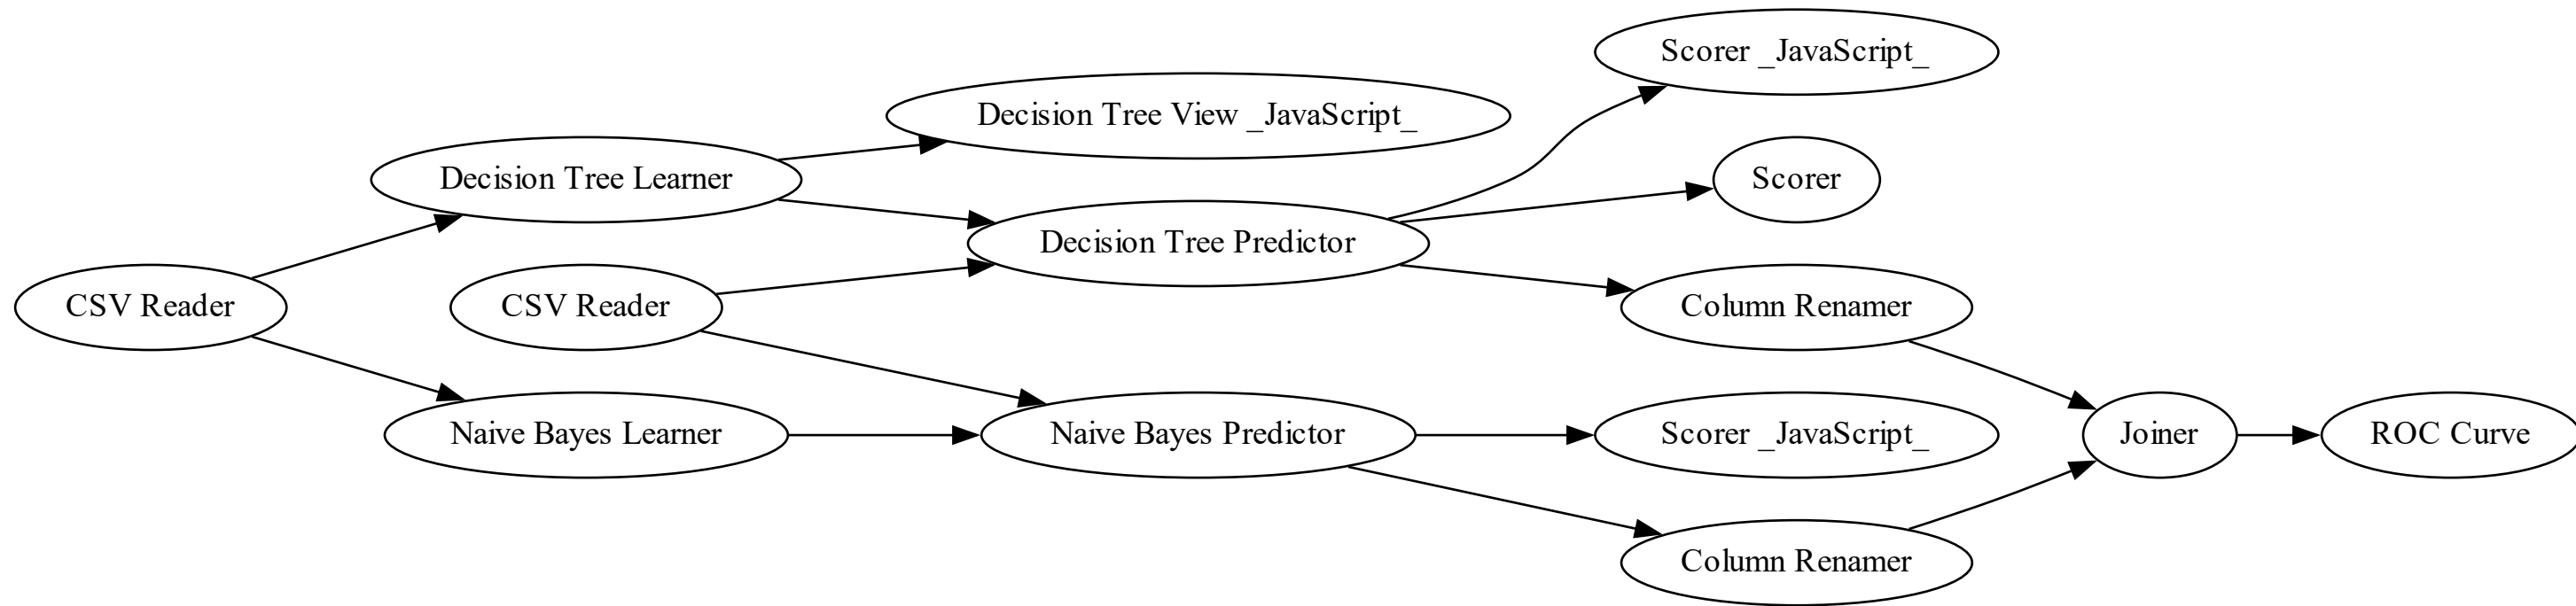 Scorer _JavaScript_
Decision Tree View _JavaScript_
Decision Tree Learner
Scorer
Decision Tree Predictor
CSV Reader
CSV Reader
Column Renamer
Naive Bayes Learner
Naive Bayes Predictor
Scorer _JavaScript_
Joiner
ROC Curve
Column Renamer